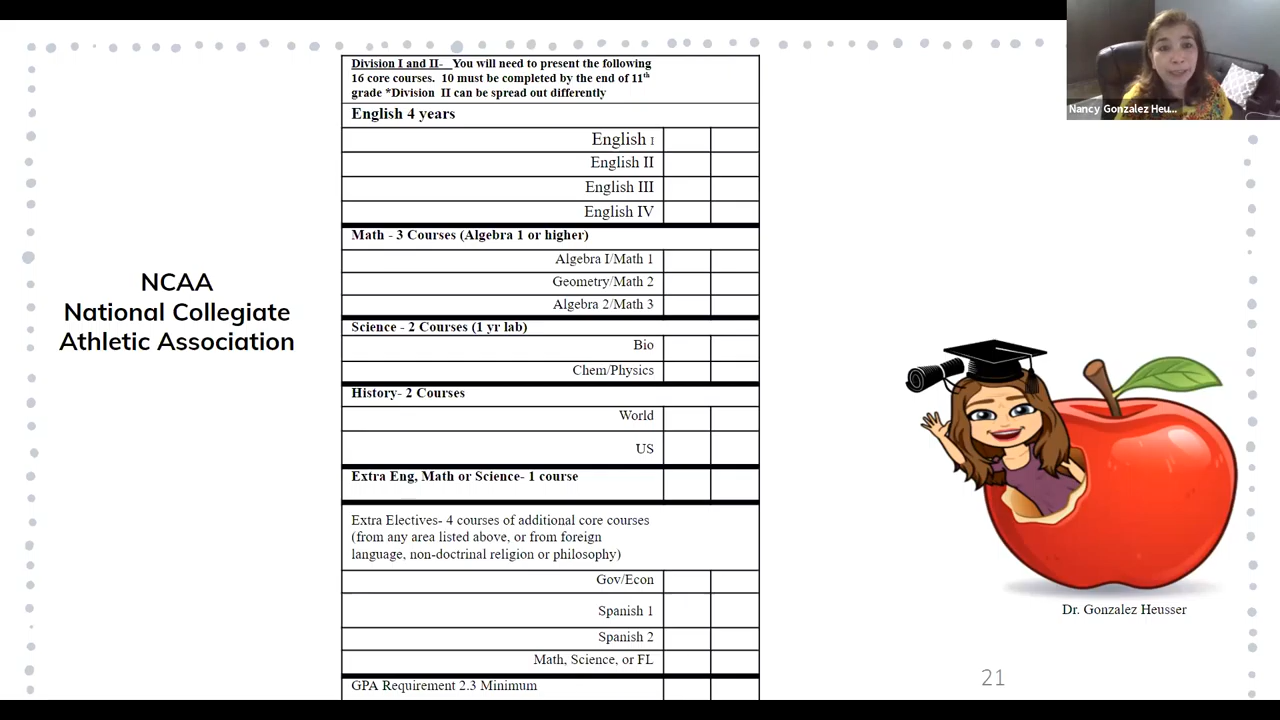 Nancy Gonzalez Heu...
NCAA
National Collegiate
Athletic Association
Division I and II- You will need to present the following
16 core courses. 10 must be completed by the end of 11th
grade *Division II can be spread out differently
English 4 years
English I
English II
English III
English IV
Math - 3 Courses (Algebra 1 or higher)
Algebra I/Math 1
Geometry/Math 2
Algebra 2/Math 3
Science - 2 Courses (1 yr lab)
Bio
Chem/Physics
History- 2 Courses
World
US
Extra Eng, Math or Science- 1 course
Extra Electives- 4 courses of additional core courses
(from any area listed above, or from foreign
language, non-doctrinal religion or philosophy)
Gov/Econ
Spanish 1
Spanish 2
Math, Science, or FL
GPA Requirement 2.3 Minimum
Dr. Gonzalez Heusser
21